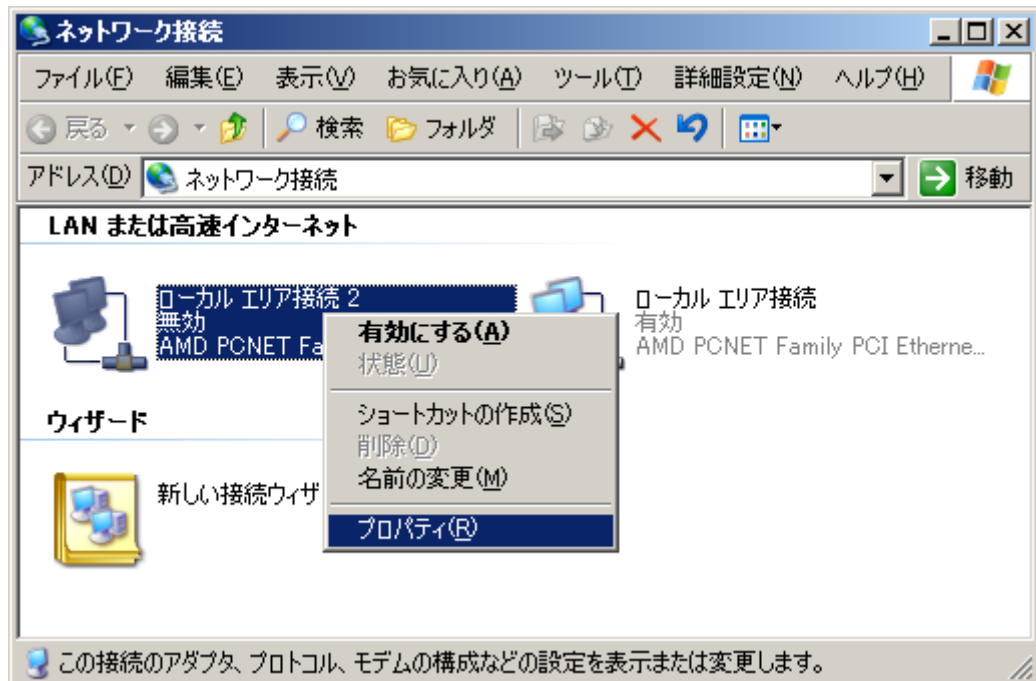 ネットワーク接続
ファイル(F) 編集(E) 表示(V) お気に入り(A) ツール(T) 詳細設定(N) ヘルプ(H)
戻る 検索 フォルダ
アドレス(D) ネットワーク接続 移動
LAN または高速インターネット
ローカル エリア接続 2
無効
AMD PCNET Fa
ローカル エリア接続
有効
AMD PCNET Family PCI Etherne...
有効にする(A)
状態(U)
ショートカットの作成(S)
削除(D)
名前の変更(M)
プロパティ(R)
ウィザード
新しい接続ウィザ
この接続のアダプタ、プロトコル、モデムの構成などの設定を表示または変更します。